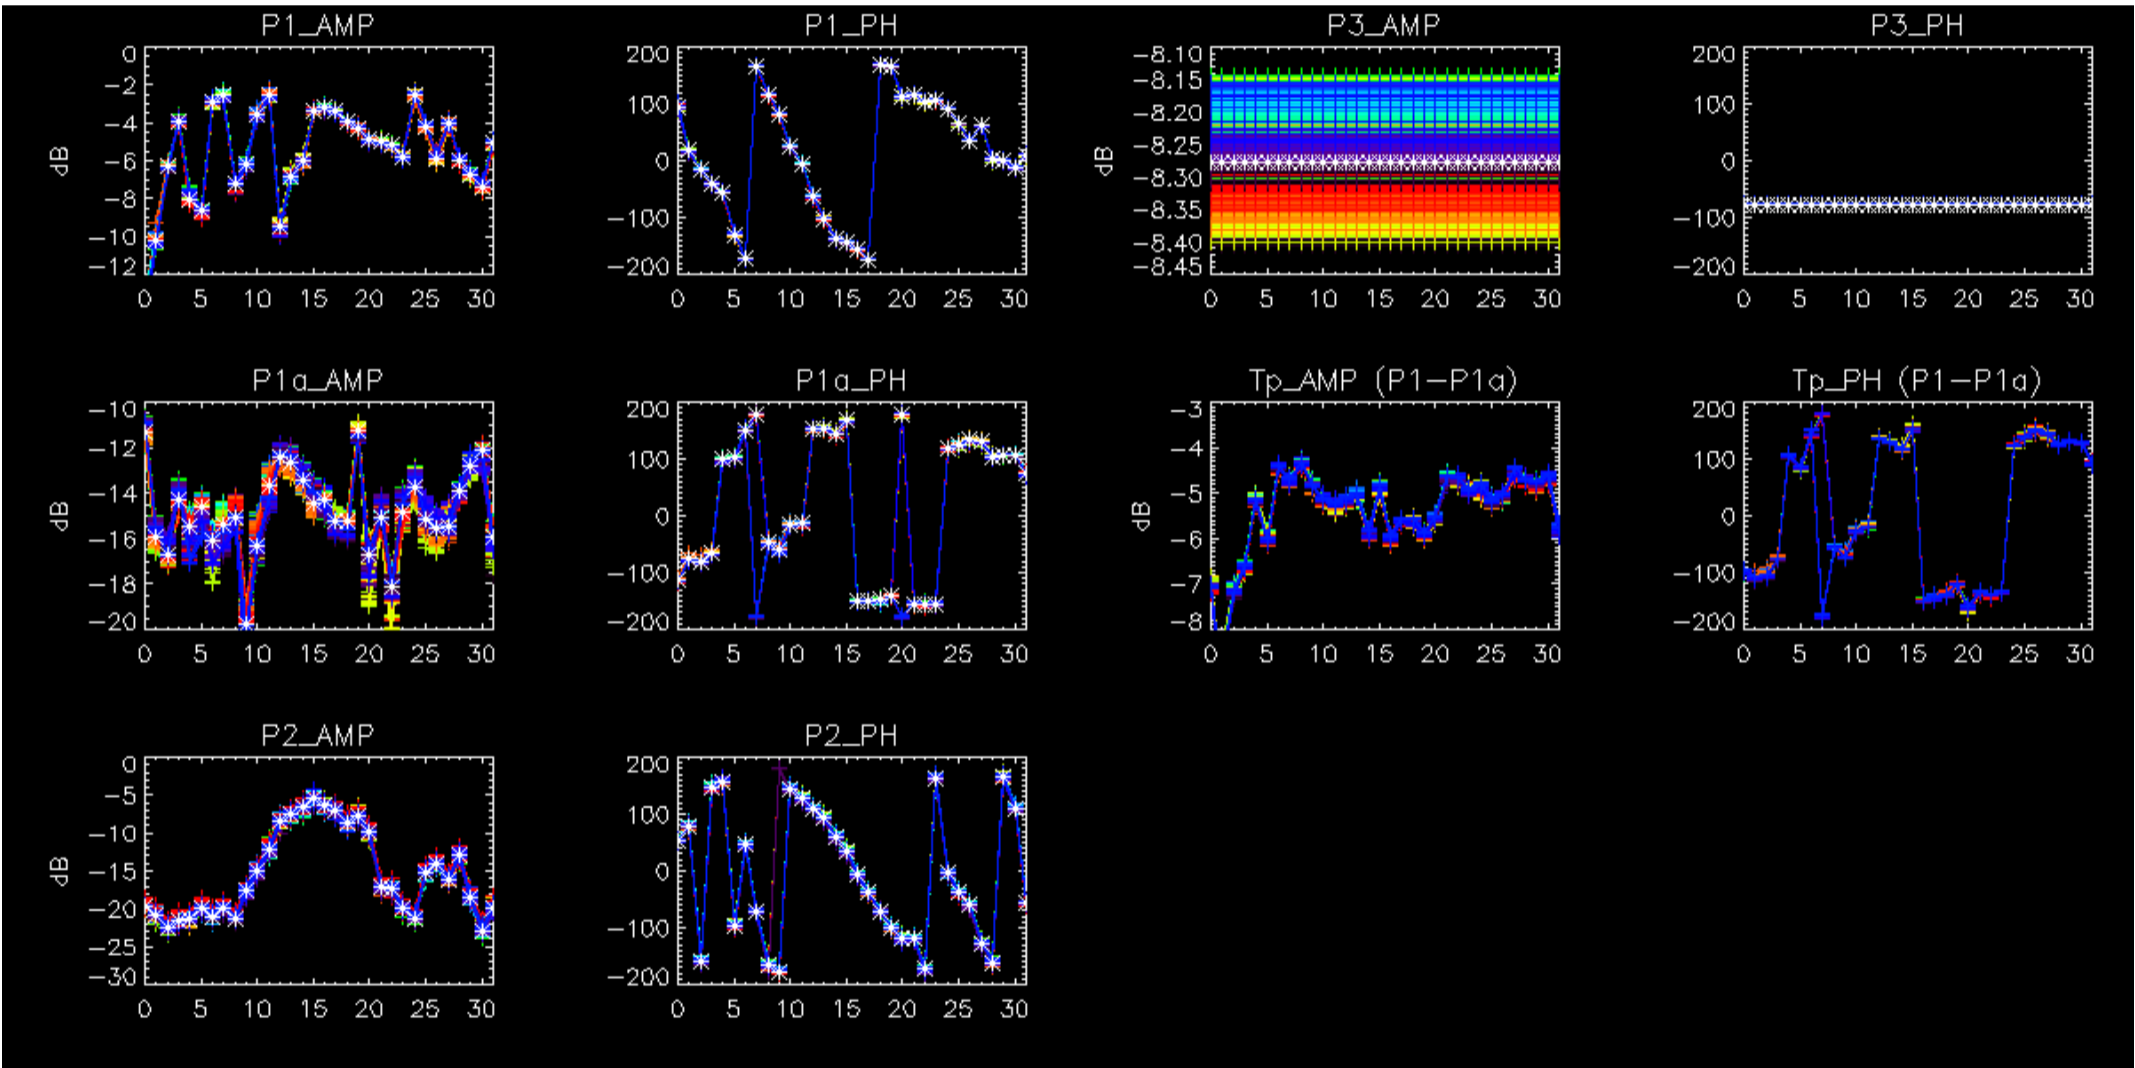 P1_AMP
0
−2
−4
−6
−8
−10
−12
dB
0 5 10 15 20 25 30
P1_PH
200
100
0
−100
−200
0 5 10 15 20 25 30
P3_AMP
−8.10
−8.15
−8.20
−8.25
−8.30
−8.35
−8.40
−8.45
dB
0 5 10 15 20 25 30
P3_PH
200
100
0
−100
−200
0 5 10 15 20 25 30
P1a_AMP
−10
−12
−14
−16
−18
−20
dB
0 5 10 15 20 25 30
P1a_PH
200
100
0
−100
−200
0 5 10 15 20 25 30
Tp_AMP (P1−P1a)
−3
−4
−5
−6
−7
−8
dB
0 5 10 15 20 25 30
Tp_PH (P1−P1a)
200
100
0
−100
−200
0 5 10 15 20 25 30
P2_AMP
0
−5
−10
−15
−20
−25
−30
dB
0 5 10 15 20 25 30
P2_PH
200
100
0
−100
−200
0 5 10 15 20 25 30